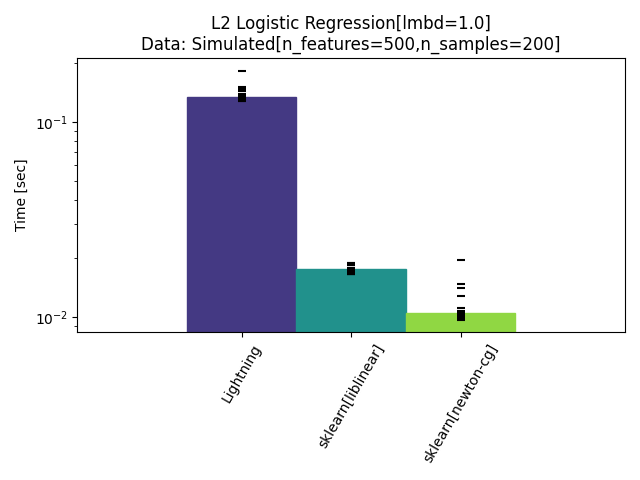 L2 Logistic Regression[lmbd=1.0]
Data: Simulated[n_features=500,n_samples=200]
Time [sec]
10⁻¹
10⁻²
Lightning
sklearn[liblinear]
sklearn[newton-cg]